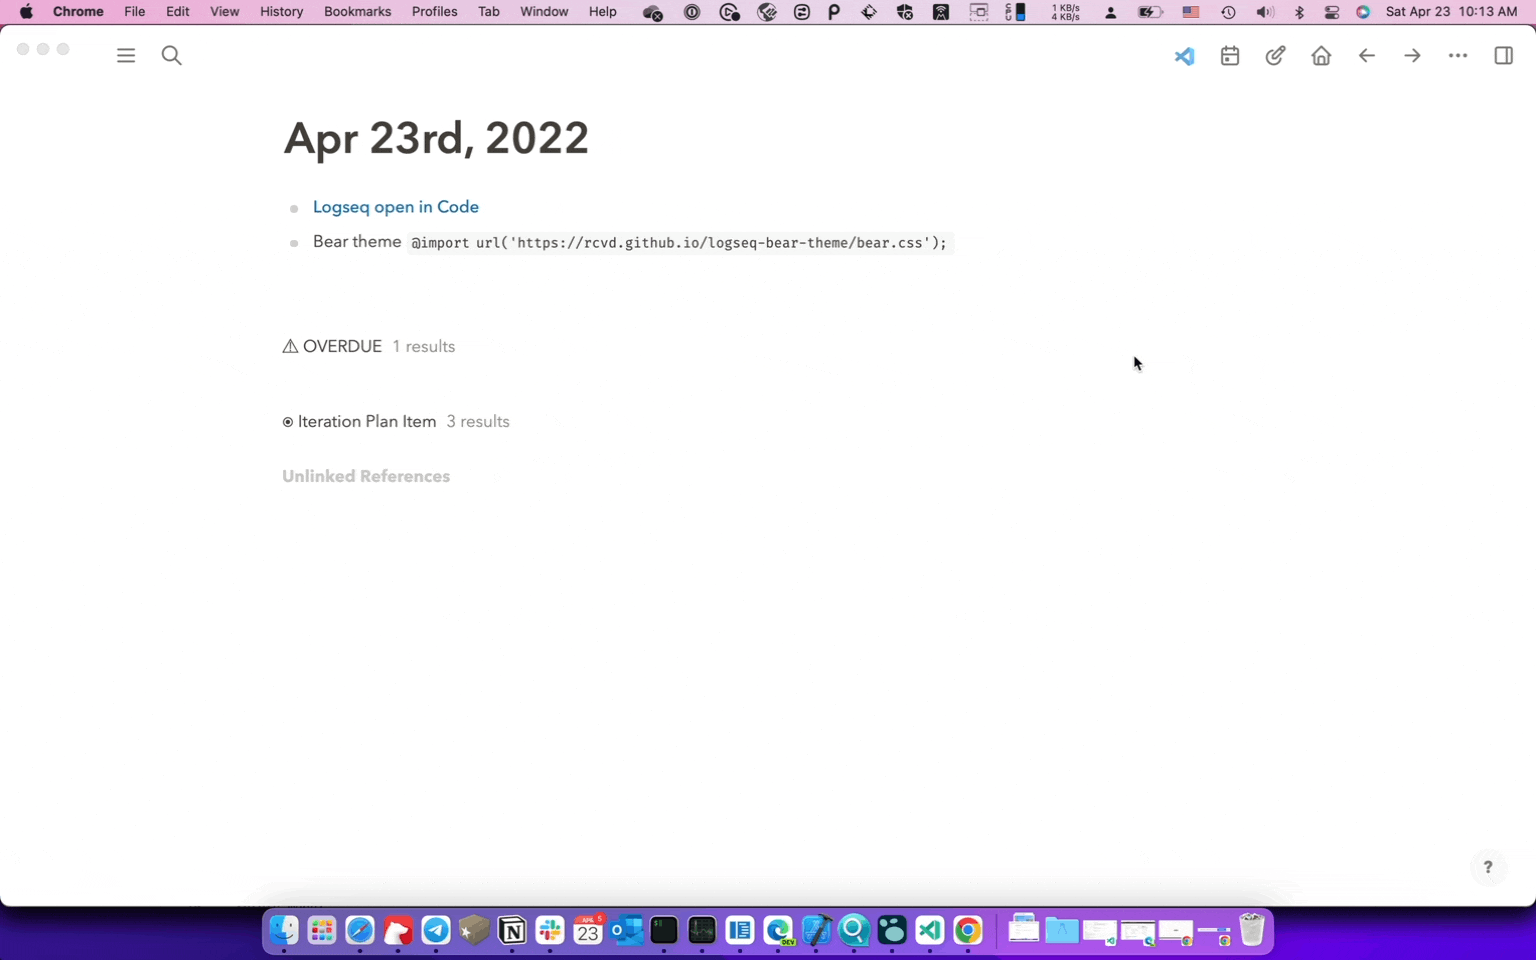 Chrome File Edit View History Bookmarks Profiles Tab Window Help 1 KB/s 4 KB/s Sat Apr 23 10:13 AM
Apr 23rd, 2022
Logseq open in Code
Bear theme @import url('https://rcvd.github.io/logseq-bear-theme/bear.css');
⚠ OVERDUE 1 results
Iteration Plan Item 3 results
Unlinked References
?
APR 5
23
DEV